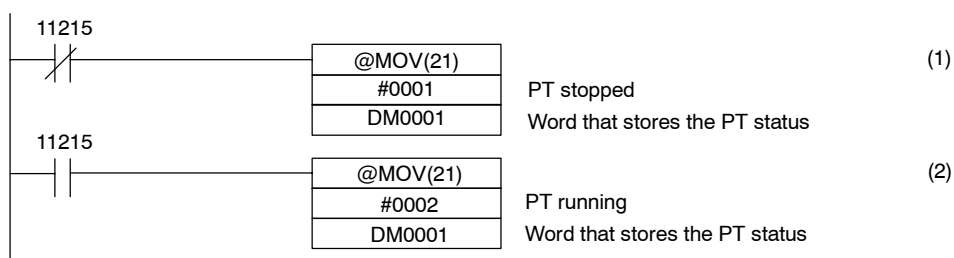 11215
@MOV(21) (1)
#0001 PT stopped
DM0001 Word that stores the PT status
11215
@MOV(21) (2)
#0002 PT running
DM0001 Word that stores the PT status